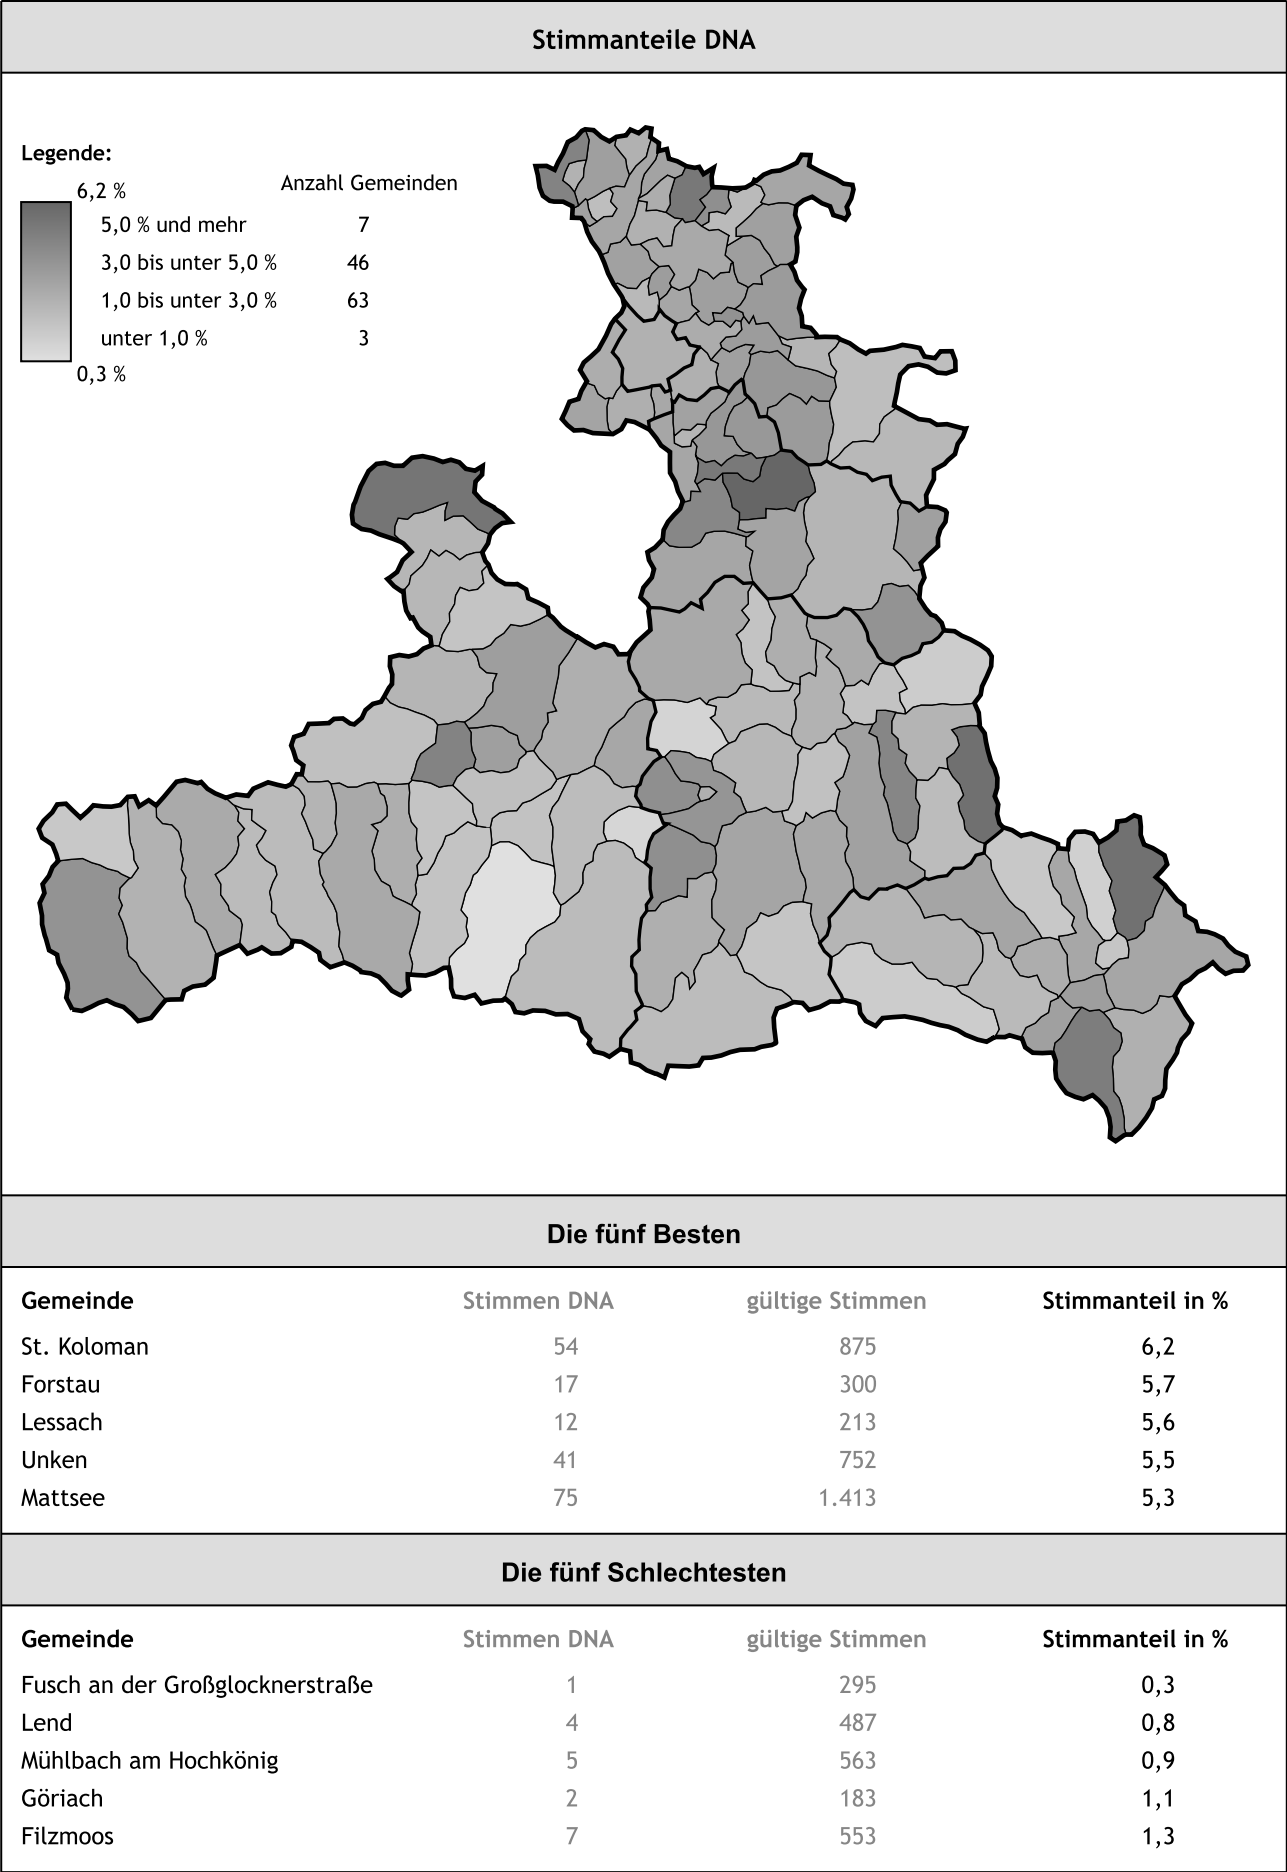 Stimmanteile DNA
Legende:
Anzahl Gemeinden
6,2 %
5,0 % und mehr 7
3,0 bis unter 5,0 % 46
1,0 bis unter 3,0 % 63
unter 1,0 % 3
0,3 %
Die fünf Besten
Gemeinde Stimmen DNA gültige Stimmen Stimmanteil in %
St. Koloman 54 875 6,2
Forstau 17 300 5,7
Lessach 12 213 5,6
Unken 41 752 5,5
Mattsee 75 1.413 5,3
Die fünf Schlechtesten
Gemeinde Stimmen DNA gültige Stimmen Stimmanteil in %
Fusch an der Großglocknerstraße 1 295 0,3
Lend 4 487 0,8
Mühlbach am Hochkönig 5 563 0,9
Göriach 2 183 1,1
Filzmoos 7 553 1,3